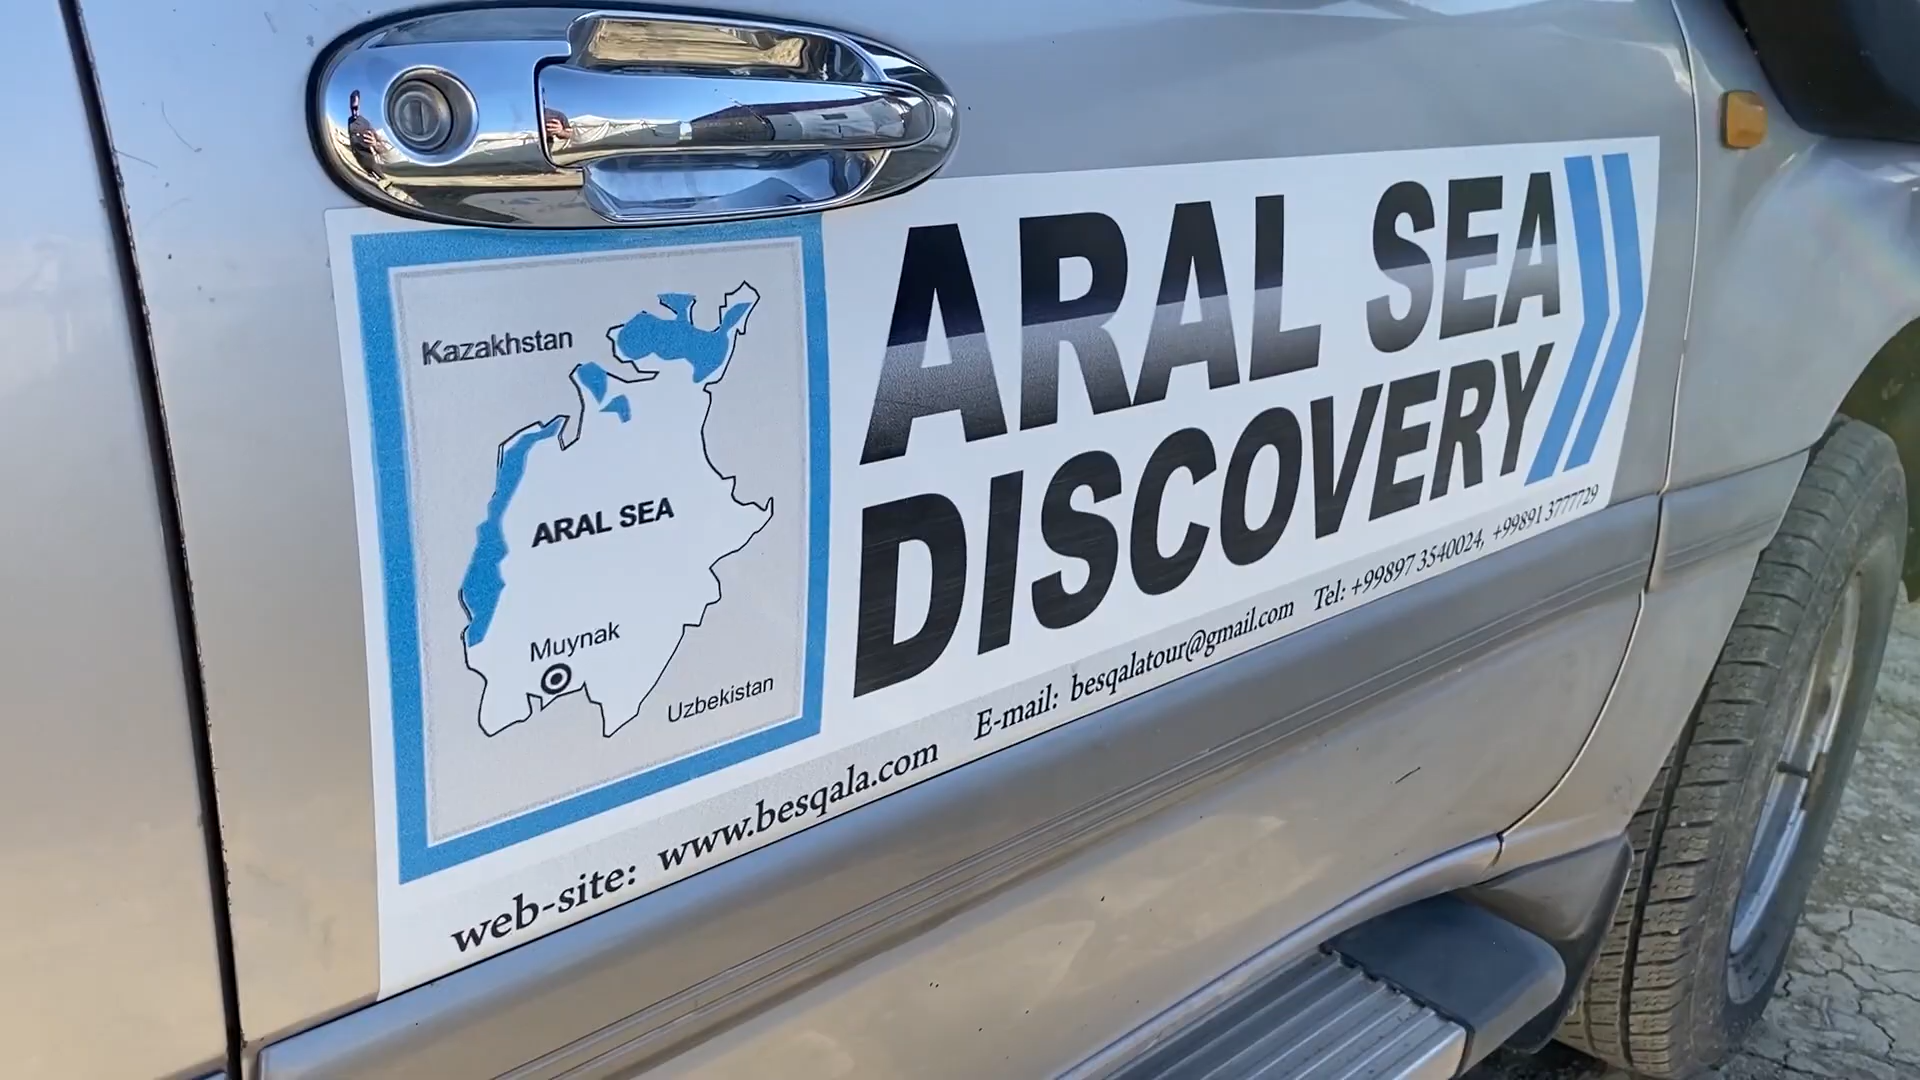 Kazakhstan
ARAL SEA
Muynak
Uzbekistan
ARAL SEA
DISCOVERY
web-site: www.besqala.com E-mail: besqalatour@gmail.com Tel: +99897 3540024, +99891 3777729